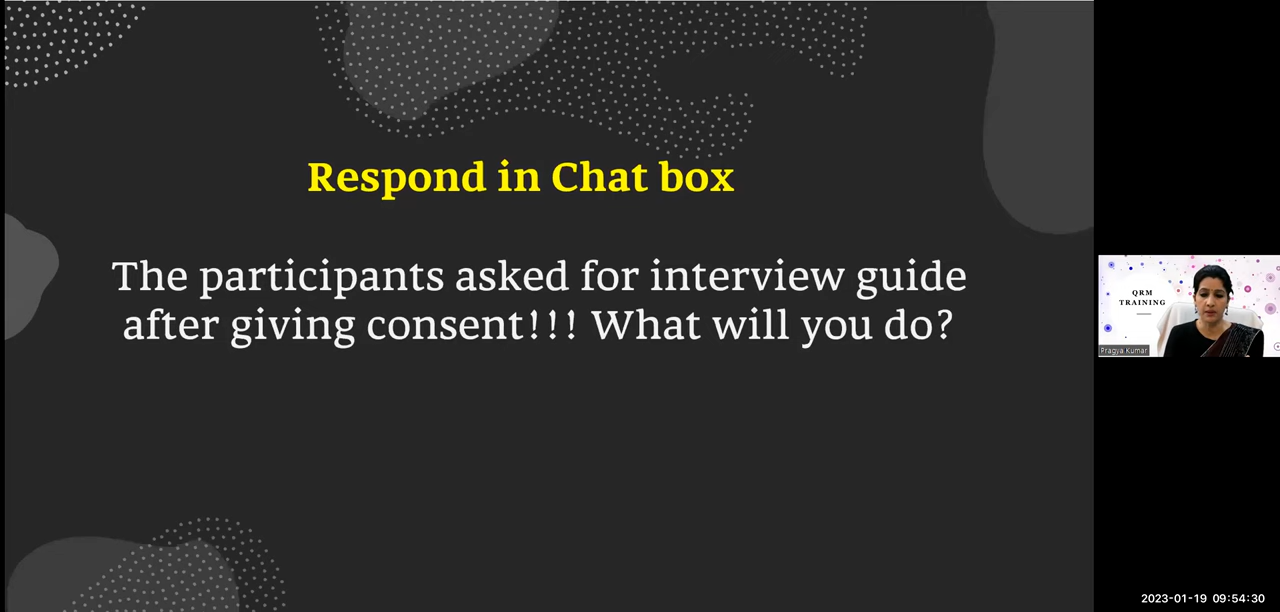 Respond in Chat box
The participants asked for interview guide
after giving consent!!! What will you do?
QRM
TRAINING
Pragya Kumar
2023-01-19 09:54:30